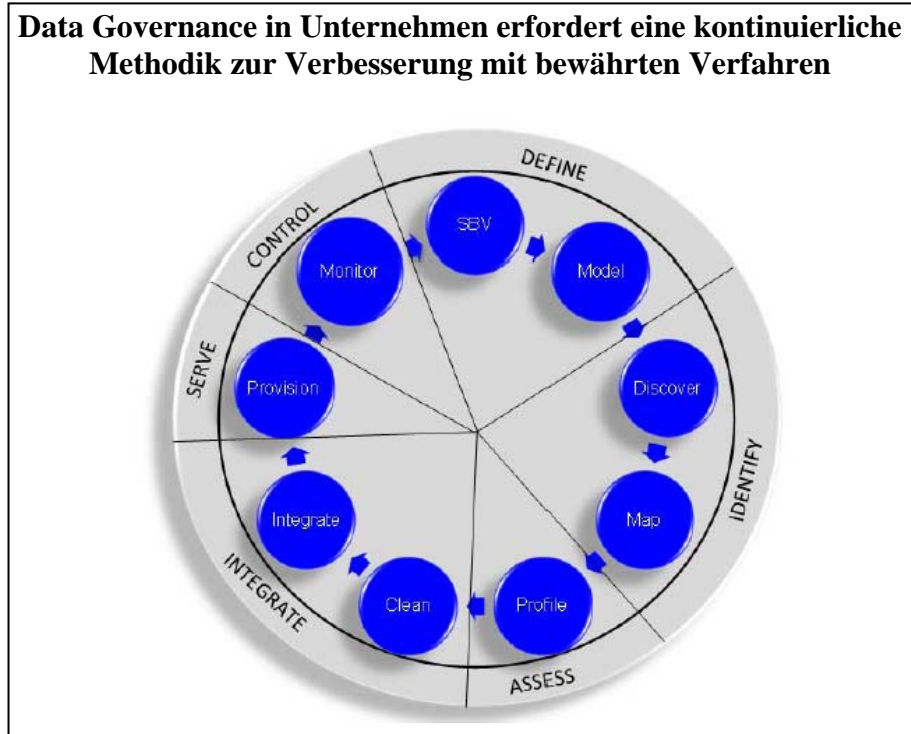 Data Governance in Unternehmen erfordert eine kontinuierliche
Methodik zur Verbesserung mit bewährten Verfahren
DEFINE
SBV
Model
IDENTIFY
Discover
Map
ASSESS
Profile
INTEGRATE
Clean
Integrate
SERVE
Provision
CONTROL
Monitor